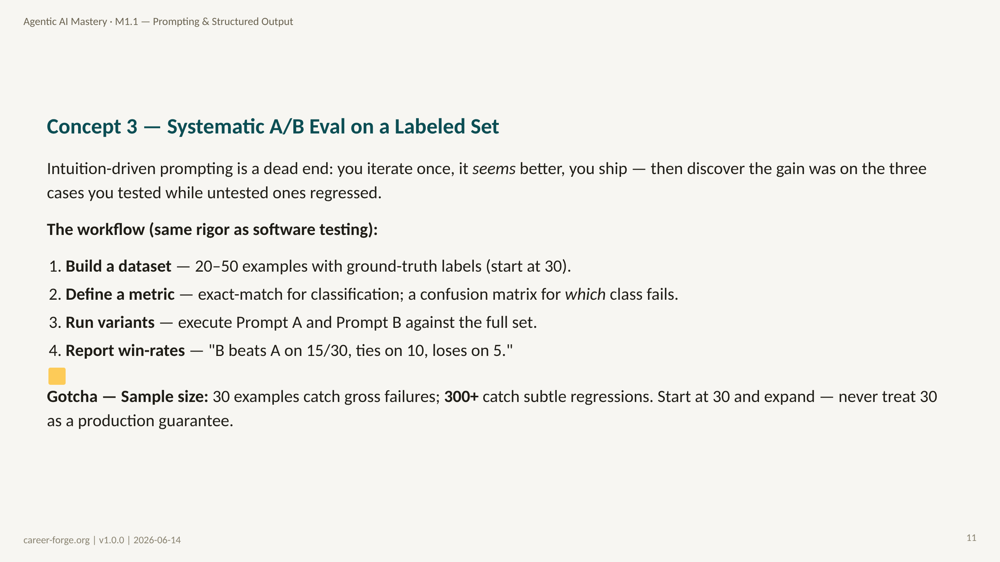 Agentic AI Mastery · M1.1 — Prompting & Structured Output
Concept 3 — Systematic A/B Eval on a Labeled Set
Intuition-driven prompting is a dead end: you iterate once, it seems better, you ship — then discover the gain was on the three
cases you tested while untested ones regressed.
The workflow (same rigor as software testing):
1. Build a dataset — 20–50 examples with ground-truth labels (start at 30).
2. Define a metric — exact-match for classification; a confusion matrix for which class fails.
3. Run variants — execute Prompt A and Prompt B against the full set.
4. Report win-rates — "B beats A on 15/30, ties on 10, loses on 5."
Gotcha — Sample size: 30 examples catch gross failures; 300+ catch subtle regressions. Start at 30 and expand — never treat 30
as a production guarantee.
career-forge.org | v1.0.0 | 2026-06-14
11